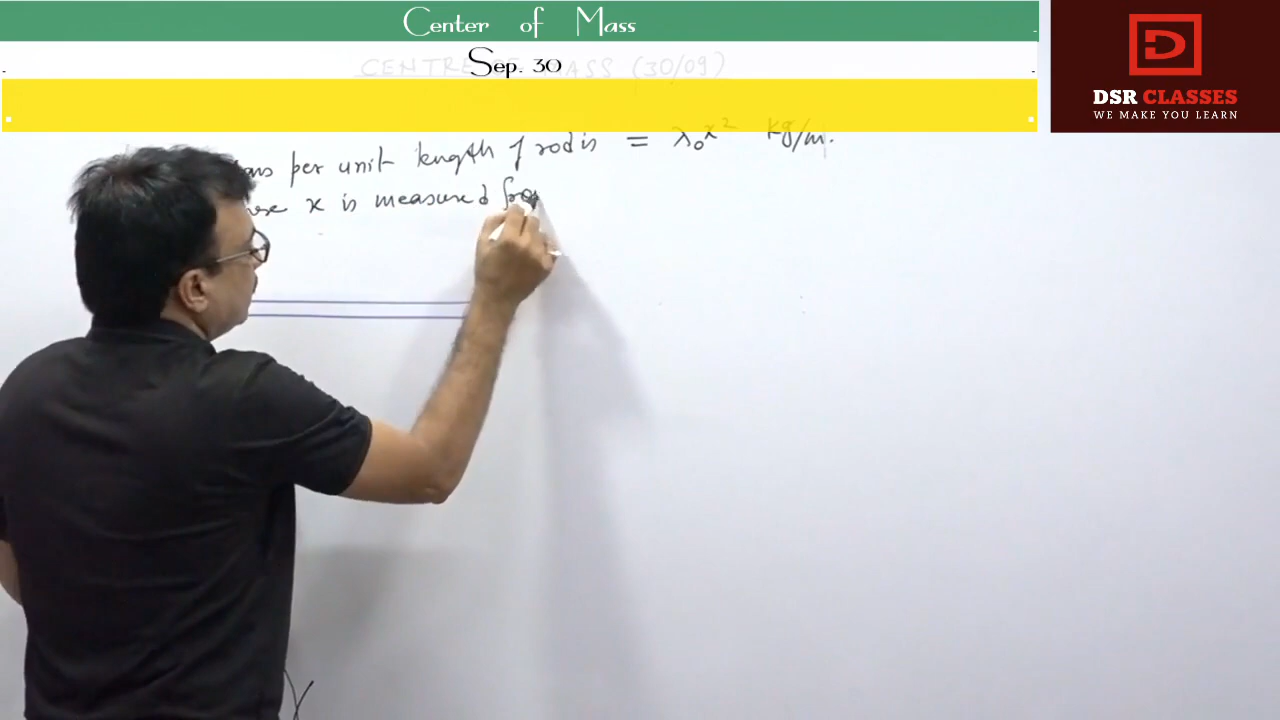 Center of Mass
Sep. 30
CENTRE OF MASS (30/09)
DSR CLASSES
WE MAKE YOU LEARN
per unit length of rod is = λ₀x² kg/m.
x is measured from